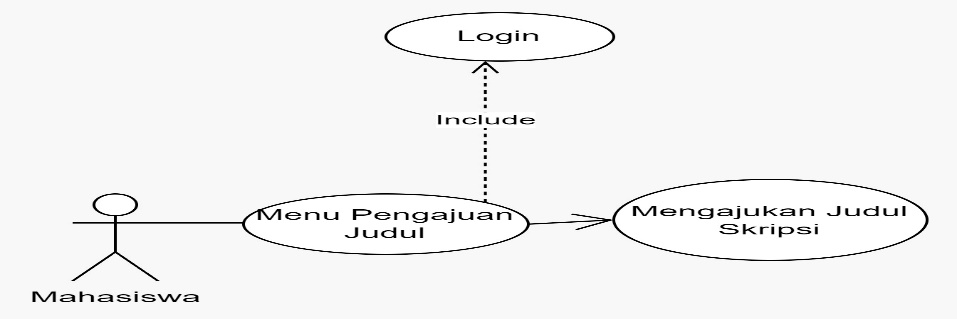 Login
Include
Menu Pengajuan
Judul
Mengajukan Judul
Skripsi
Mahasiswa